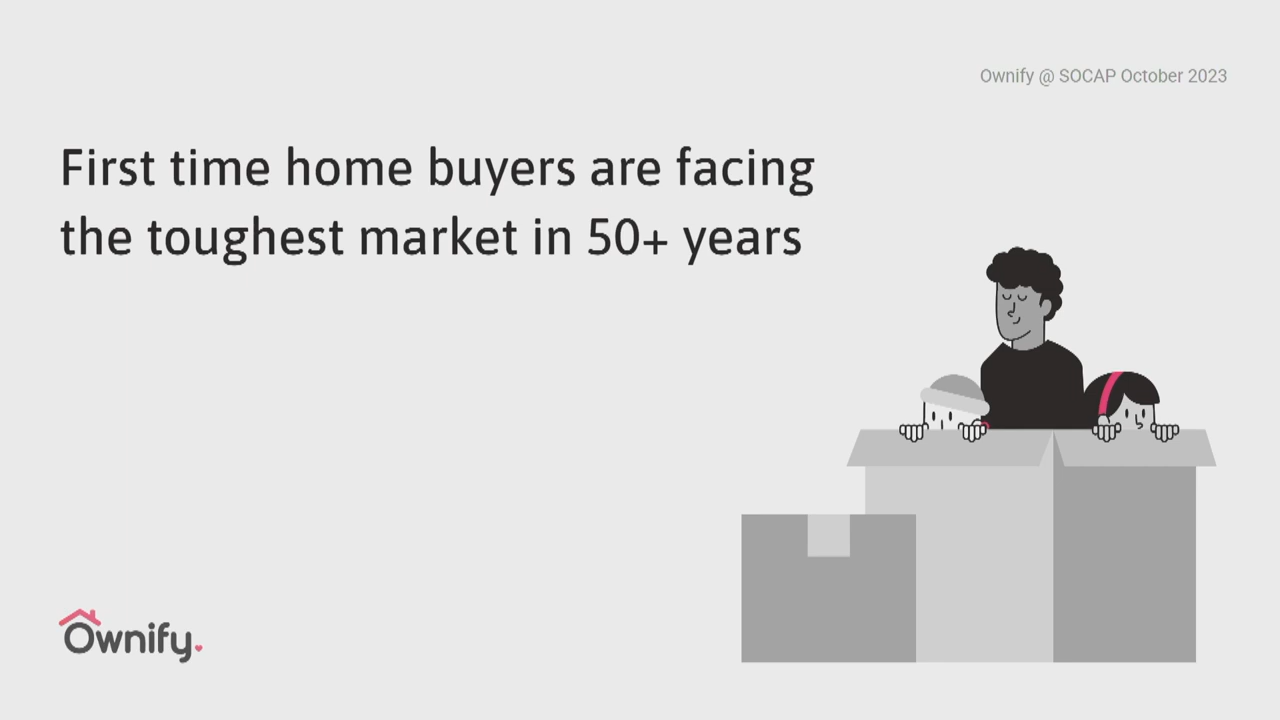 Ownify @ SOCAP October 2023
First time home buyers are facing
the toughest market in 50+ years
Ownify